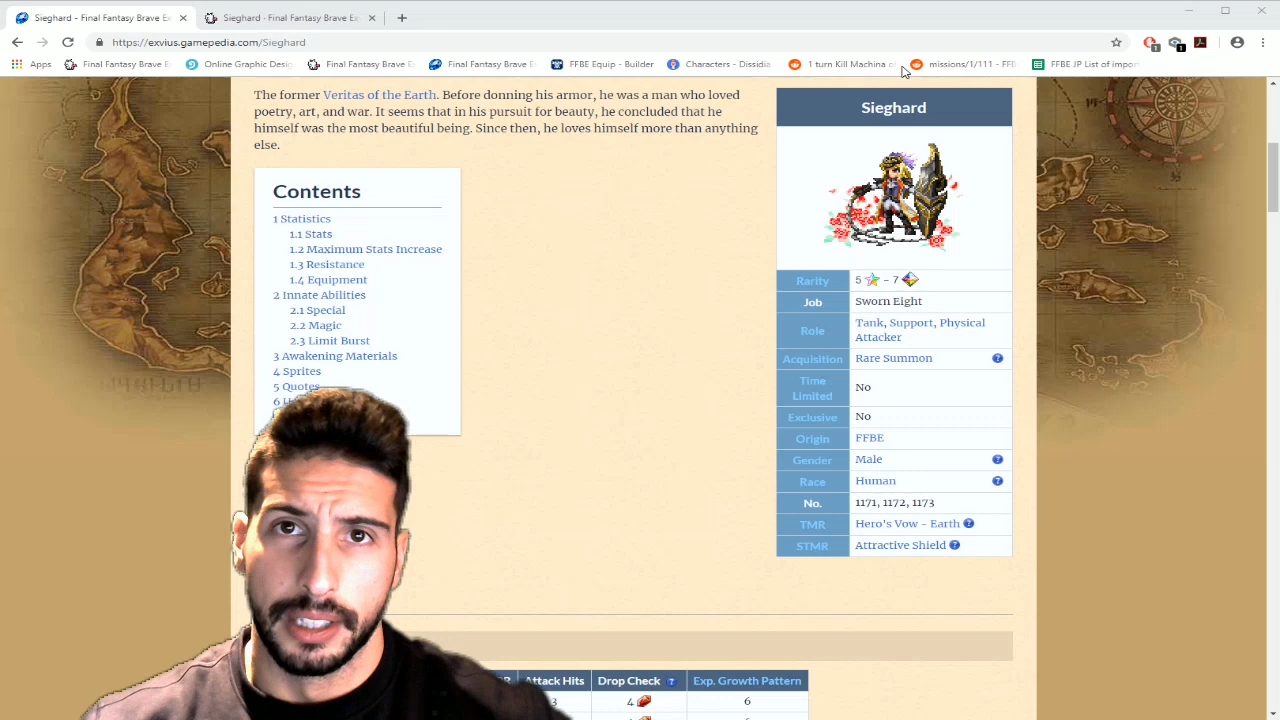 Sieghard - Final Fantasy Brave Ex
Sieghard - Final Fantasy Brave Ex
https://exvius.gamepedia.com/Sieghard
Apps
Final Fantasy Brave E
Online Graphic Desig
Final Fantasy Brave E
Final Fantasy Brave E
FFBE Equip - Builder
Characters - Dissidia
1 turn Kill Machina o
missions/1/111 - FFB
FFBE JP List of impor
The former Veritas of the Earth. Before donning his armor, he was a man who loved
poetry, art, and war. It seems that in his pursuit for beauty, he concluded that he
himself was the most beautiful being. Since then, he loves himself more than anything
else.
Contents
1 Statistics
1.1 Stats
1.2 Maximum Stats Increase
1.3 Resistance
1.4 Equipment
2 Innate Abilities
2.1 Special
2.2 Magic
2.3 Limit Burst
3 Awakening Materials
4 Sprites
5 Quotes
6
Sieghard
Rarity 5 - 7
Job Sworn Eight
Role Tank, Support, Physical
Attacker
Acquisition Rare Summon ?
Time
Limited No
Exclusive No
Origin FFBE
Gender Male ?
Race Human ?
No. 1171, 1172, 1173
TMR Hero's Vow - Earth ?
STMR Attractive Shield ?
Attack Hits Drop Check ? Exp. Growth Pattern
3 4 6